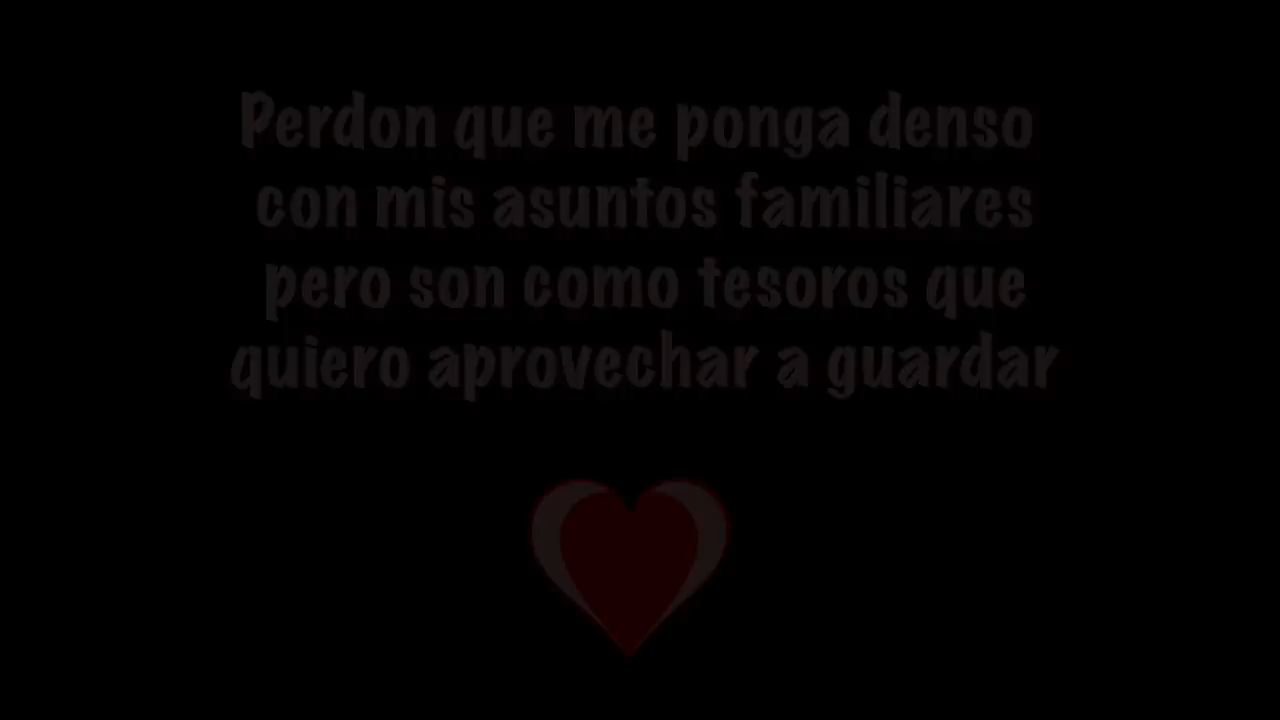 Perdon que me ponga denso
con mis asuntos familiares
pero son como tesoros que
quiero aprovechar a guardar